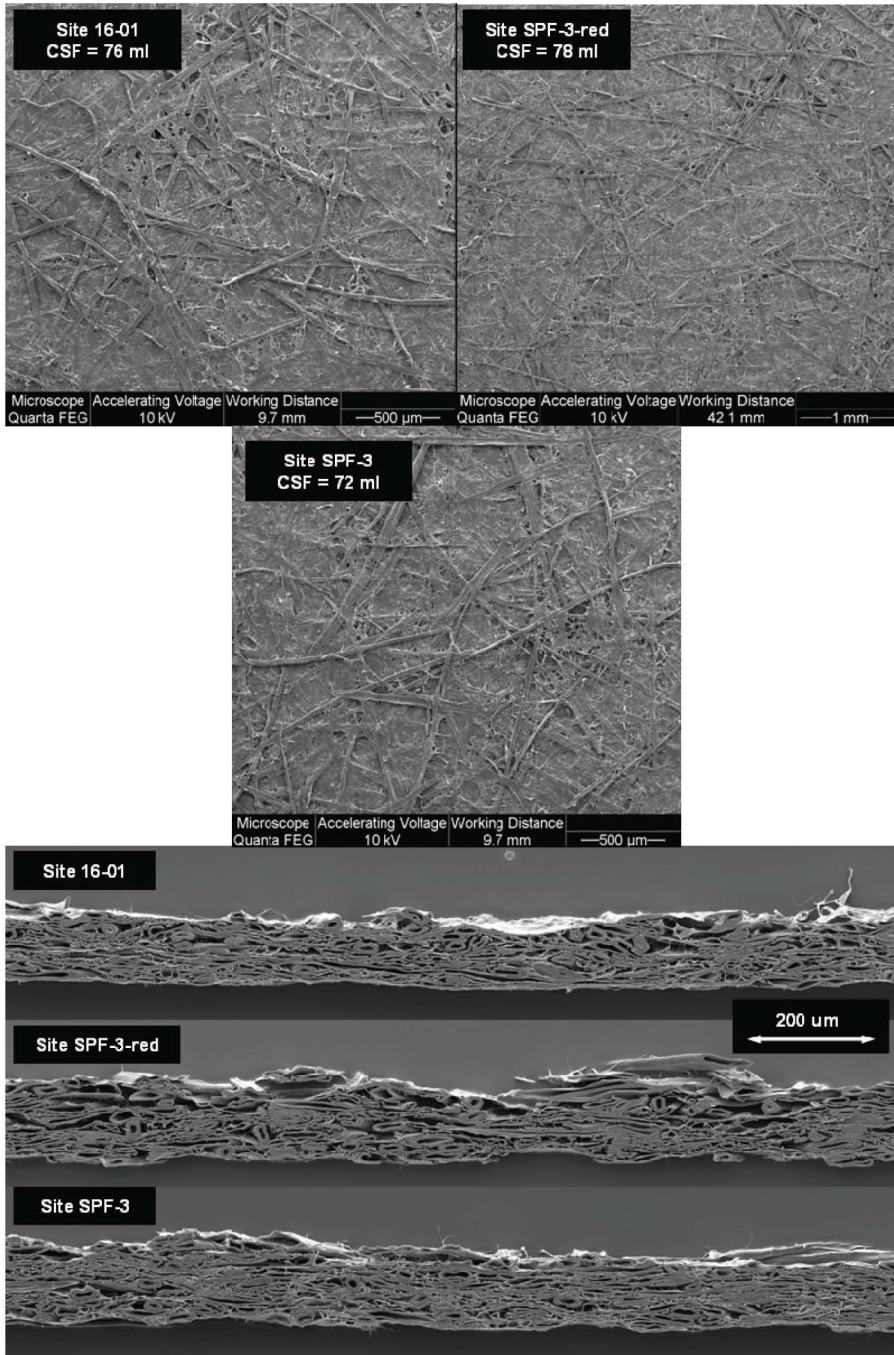 Site 16-01
CSF = 76 ml
Site SPF-3-red
CSF = 78 ml
Microscope Accelerating Voltage Working Distance
Quanta FEG 10 kV 9.7 mm 500 µm
Microscope Accelerating Voltage Working Distance
Quanta FEG 10 kV 42.1 mm 1 mm
Site SPF-3
CSF = 72 ml
Microscope Accelerating Voltage Working Distance
Quanta FEG 10 kV 9.7 mm 500 µm
Site 16-01
200 um
Site SPF-3-red
Site SPF-3